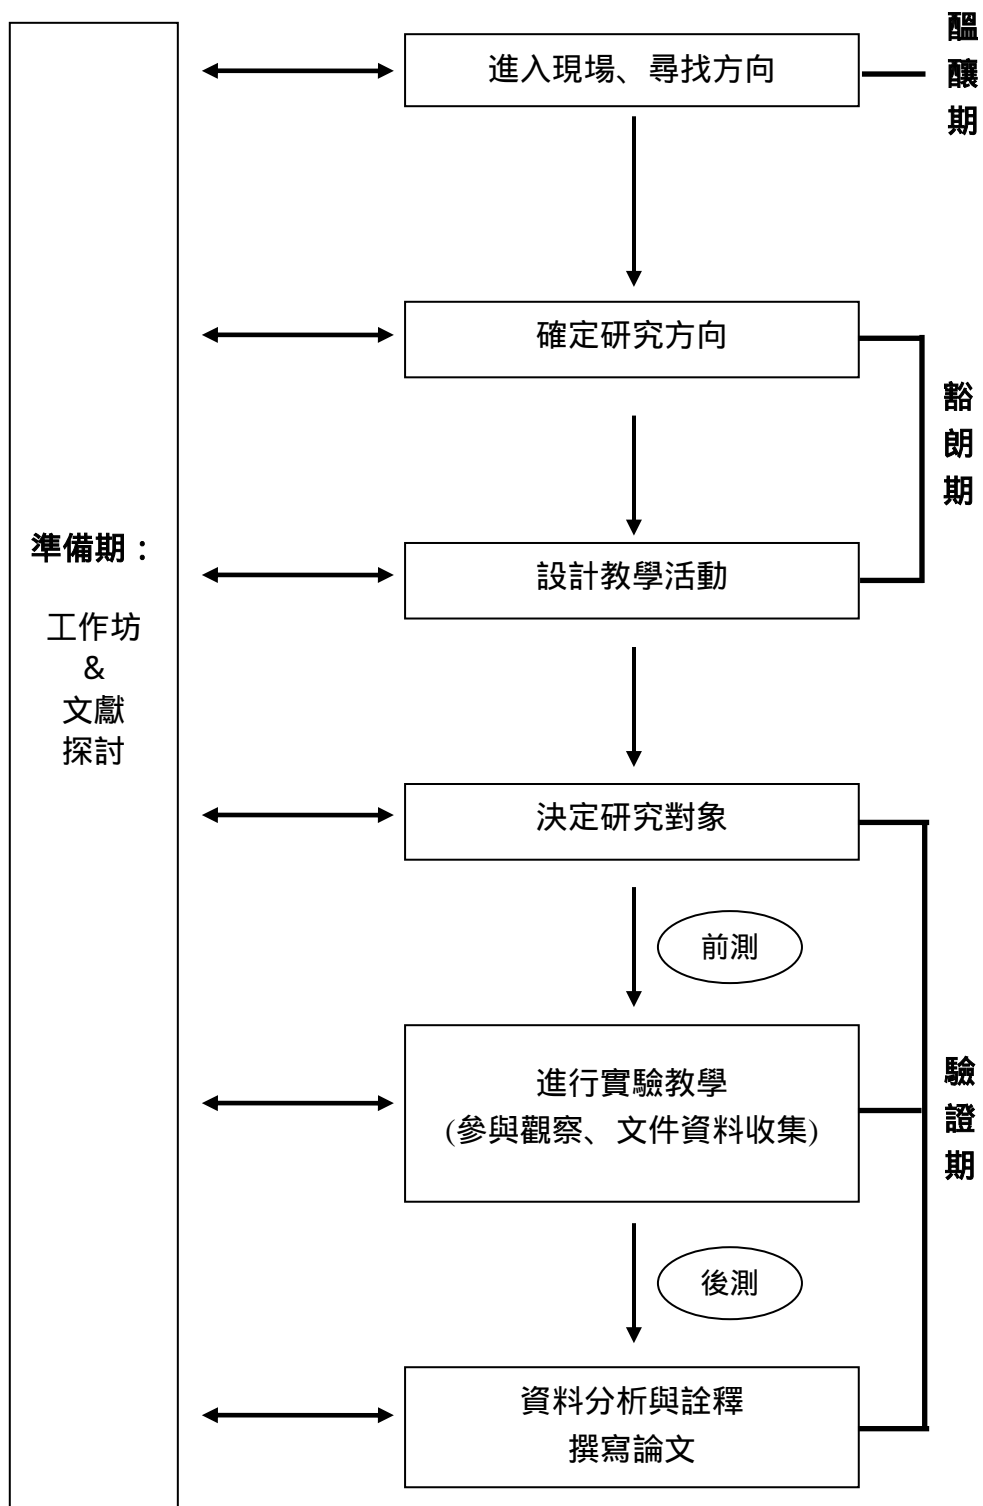 準備期：
工作坊
&
文獻
探討
進入現場、尋找方向
醞釀期
確定研究方向
豁朗期
設計教學活動
決定研究對象
前測
進行實驗教學
(參與觀察、文件資料收集)
驗證期
後測
資料分析與詮釋
撰寫論文